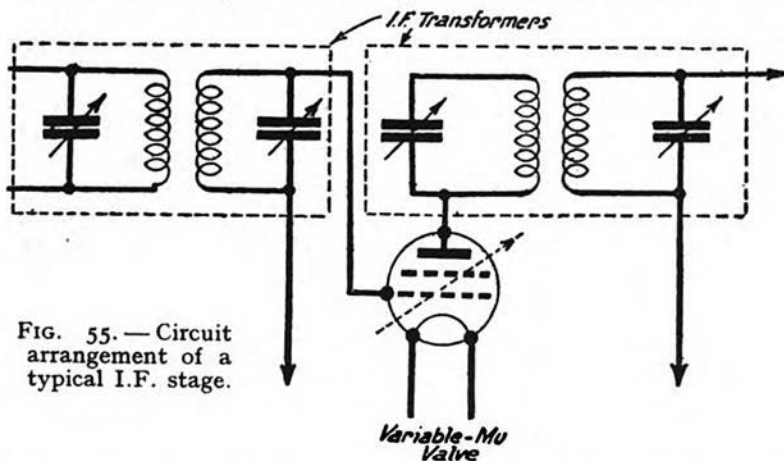 I.F. Transformers
FIG. 55. — Circuit
arrangement of a
typical I.F. stage.
Variable-Mu
Valve